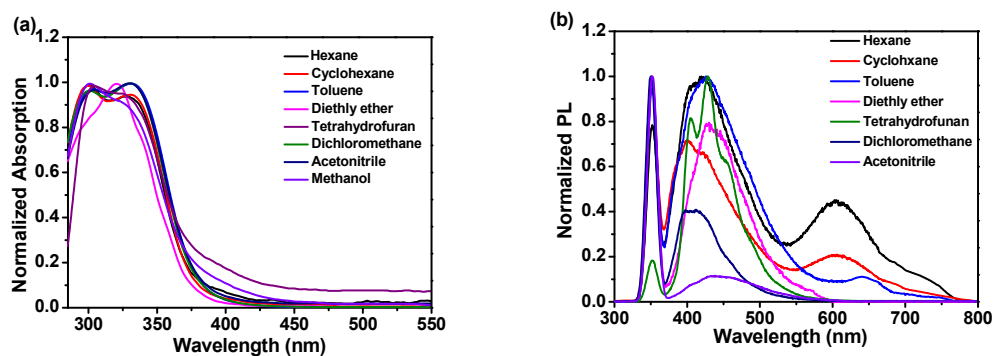 (a)
1.2
1.0
0.8
0.6
0.4
0.2
0.0
Normalized Absorption
300 350 400 450 500 550
Wavelength (nm)
Hexane
Cyclohexane
Toluene
Diethly ether
Tetrahydrofuran
Dichloromethane
Acetonitrile
Methanol
(b)
1.2
1.0
0.8
0.6
0.4
0.2
0.0
Normalized PL
300 400 500 600 700 800
Wavelength (nm)
Hexane
Cyclohxane
Toluene
Diethly ether
Tetrahydrofunan
Dichloromethane
Acetonitrile